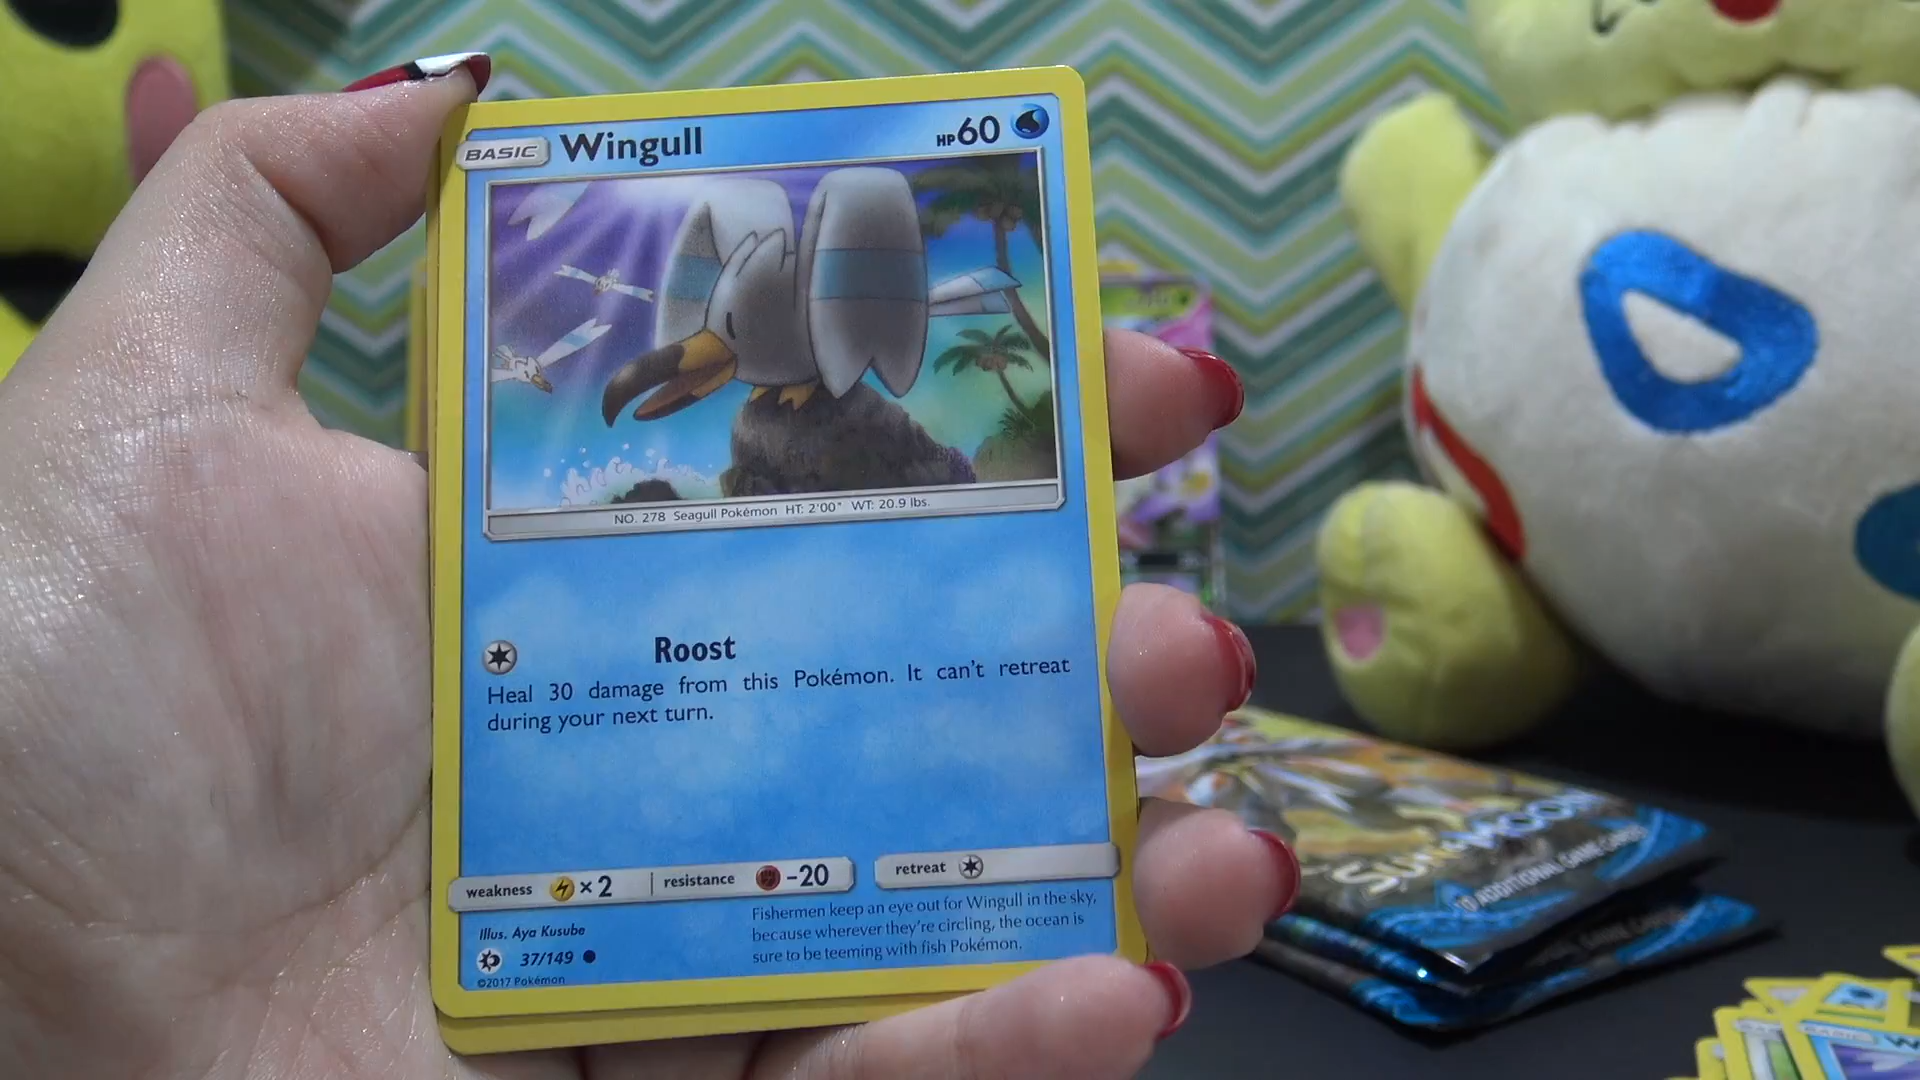 BASIC Wingull HP60
NO. 278 Seagull Pokémon HT: 2'00" WT: 20.9 lbs.
Roost
Heal 30 damage from this Pokémon. It can't retreat
during your next turn.
weakness ×2 resistance -20 retreat
Illus. Aya Kusube
37/149
©2017 Pokémon
Fishermen keep an eye out for Wingull in the sky,
because wherever they're circling, the ocean is
sure to be teeming with fish Pokémon.
SUN & MOON
10 ADDITIONAL GAME CARDS
BASIC W